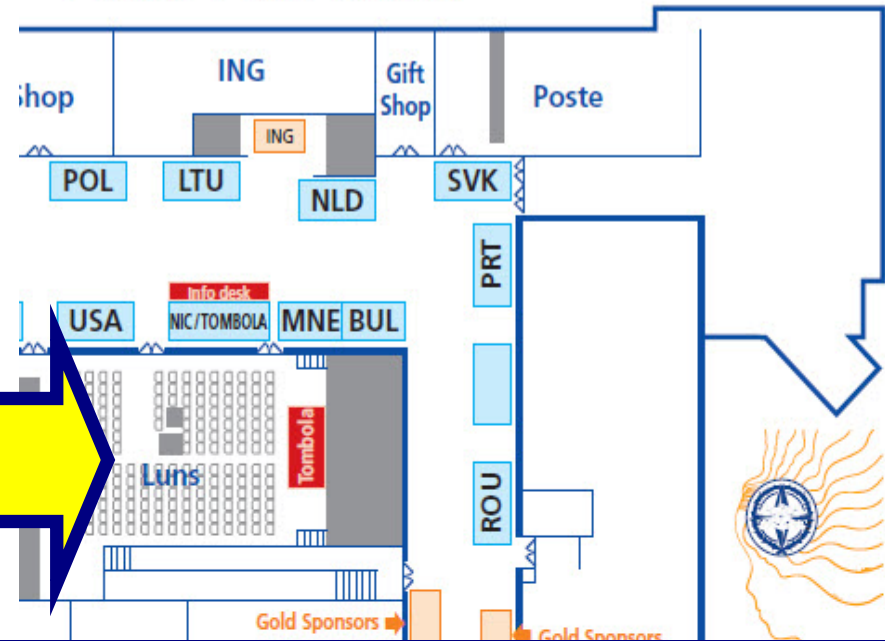 Shop
ING
Gift
Shop
Poste
ING
POL
LTU
NLD
SVK
PRT
Info desk
USA
NIC/TOMBOLA
MNE
BUL
Tombola
Luns
ROU
Gold Sponsors
Gold Sponsors